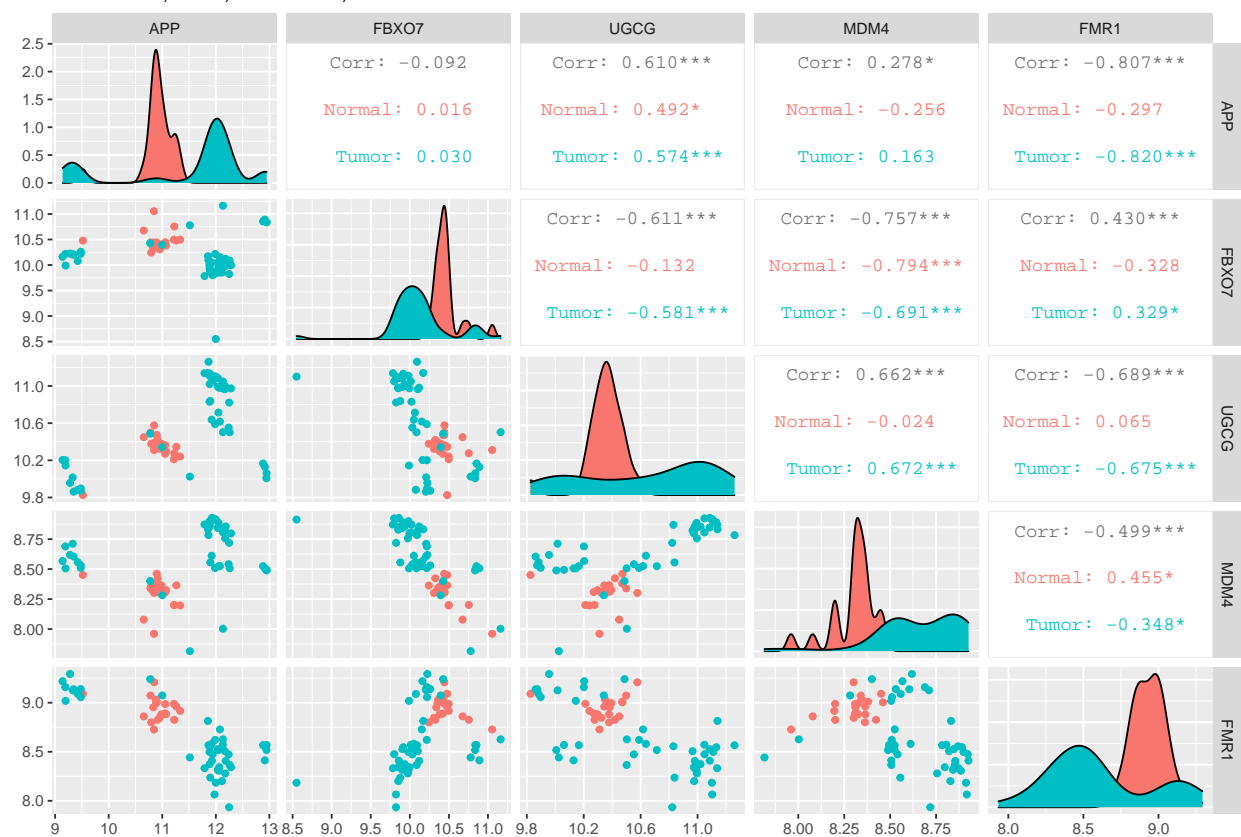 APP FBXO7 UGCG MDM4 FMR1
2.5
2.0
1.5
1.0
0.5
0.0
Corr: -0.092
Normal: 0.016
Tumor: 0.030
Corr: 0.610***
Normal: 0.492*
Tumor: 0.574***
Corr: 0.278*
Normal: -0.256
Tumor: 0.163
Corr: -0.807***
Normal: -0.297
Tumor: -0.820***
APP
11.0
10.5
10.0
9.5
9.0
8.5
Corr: -0.611***
Normal: -0.132
Tumor: -0.581***
Corr: -0.757***
Normal: -0.794***
Tumor: -0.691***
Corr: 0.430***
Normal: -0.328
Tumor: 0.329*
FBXO7
11.0
10.6
10.2
9.8
Corr: 0.662***
Normal: -0.024
Tumor: 0.672***
Corr: -0.689***
Normal: 0.065
Tumor: -0.675***
UGCG
8.75
8.50
8.25
8.00
Corr: -0.499***
Normal: 0.455*
Tumor: -0.348*
MDM4
9.0
8.5
8.0
FMR1
9 10 11 12 13 8.5 9.0 9.5 10.0 10.5 11.0 9.8 10.2 10.6 11.0 8.00 8.25 8.50 8.75 8.0 8.5 9.0